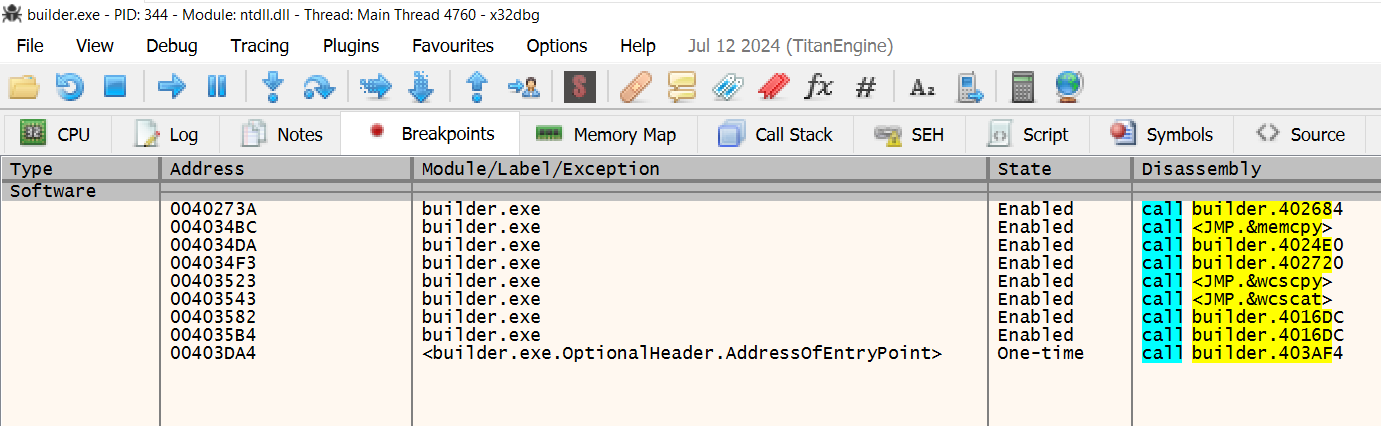 builder.exe - PID: 344 - Module: ntdll.dll - Thread: Main Thread 4760 - x32dbg
File View Debug Tracing Plugins Favourites Options Help Jul 12 2024 (TitanEngine)
S fx # A₂
32 CPU Log Notes Breakpoints Memory Map Call Stack SEH Script Symbols Source
Type Address Module/Label/Exception State Disassembly
Software
0040273A builder.exe Enabled call builder.402684
004034BC builder.exe Enabled call <JMP.&memcpy>
004034DA builder.exe Enabled call builder.4024E0
004034F3 builder.exe Enabled call builder.402720
00403523 builder.exe Enabled call <JMP.&wcscpy>
00403543 builder.exe Enabled call <JMP.&wcscat>
00403582 builder.exe Enabled call builder.4016DC
004035B4 builder.exe Enabled call builder.4016DC
00403DA4 <builder.exe.OptionalHeader.AddressOfEntryPoint> One-time call builder.403AF4